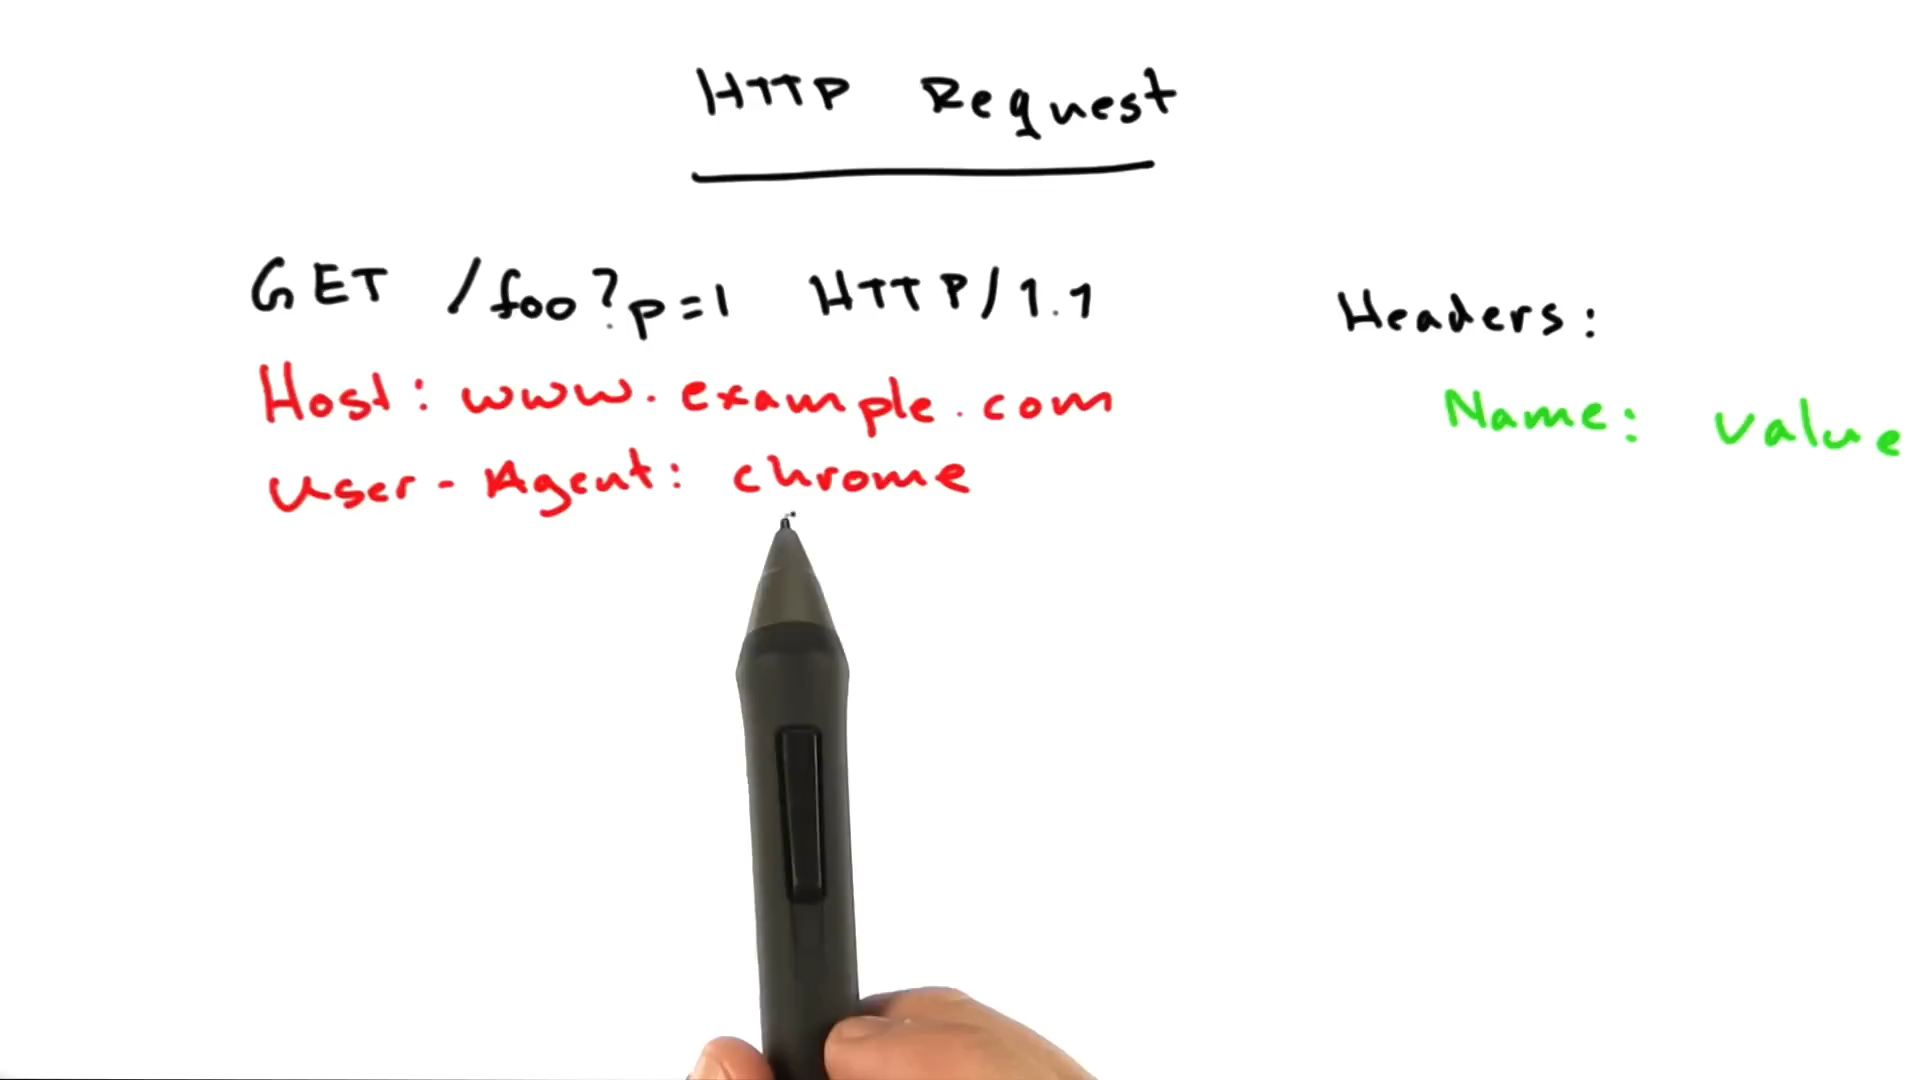 HTTP Request
GET /foo?p=1 HTTP/1.1
Host: www.example.com
User-Agent: chrome
Headers:
Name: value